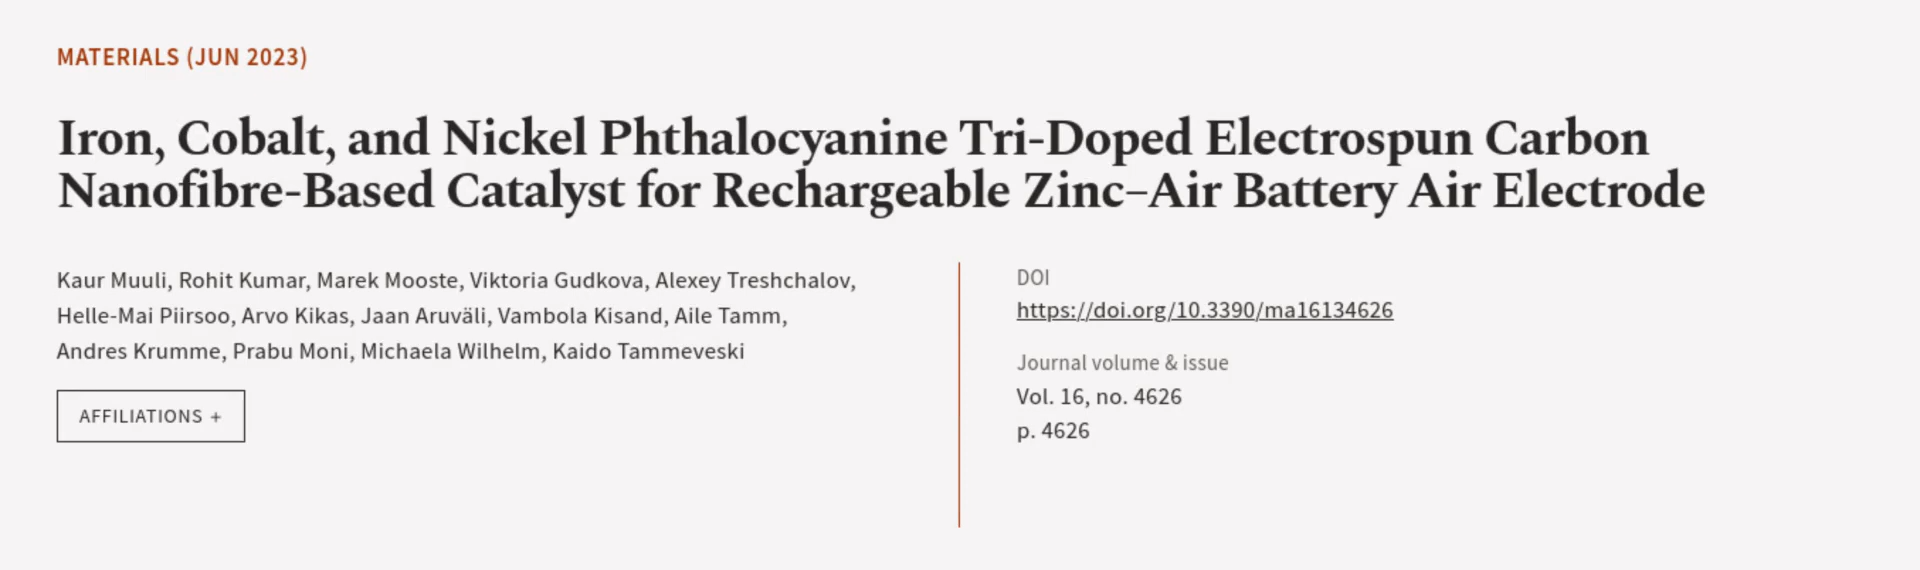 MATERIALS (JUN 2023)
Iron, Cobalt, and Nickel Phthalocyanine Tri-Doped Electrospun Carbon
Nanofibre-Based Catalyst for Rechargeable Zinc–Air Battery Air Electrode
Kaur Muuli, Rohit Kumar, Marek Mooste, Viktoria Gudkova, Alexey Treshchalov,
Helle-Mai Piirsoo, Arvo Kikas, Jaan Aruväli, Vambola Kisand, Aile Tamm,
Andres Krumme, Prabu Moni, Michaela Wilhelm, Kaido Tammeveski
AFFILIATIONS +
DOI
https://doi.org/10.3390/ma16134626
Journal volume & issue
Vol. 16, no. 4626
p. 4626